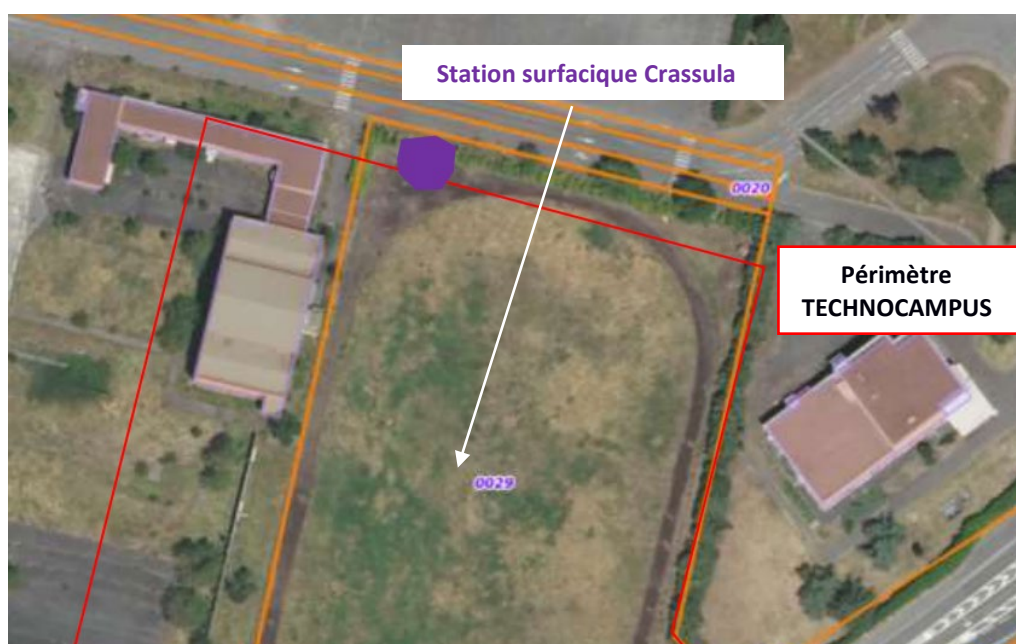 Station surfacique Crassula
0020
Périmètre
TECHNOCAMPUS
0029